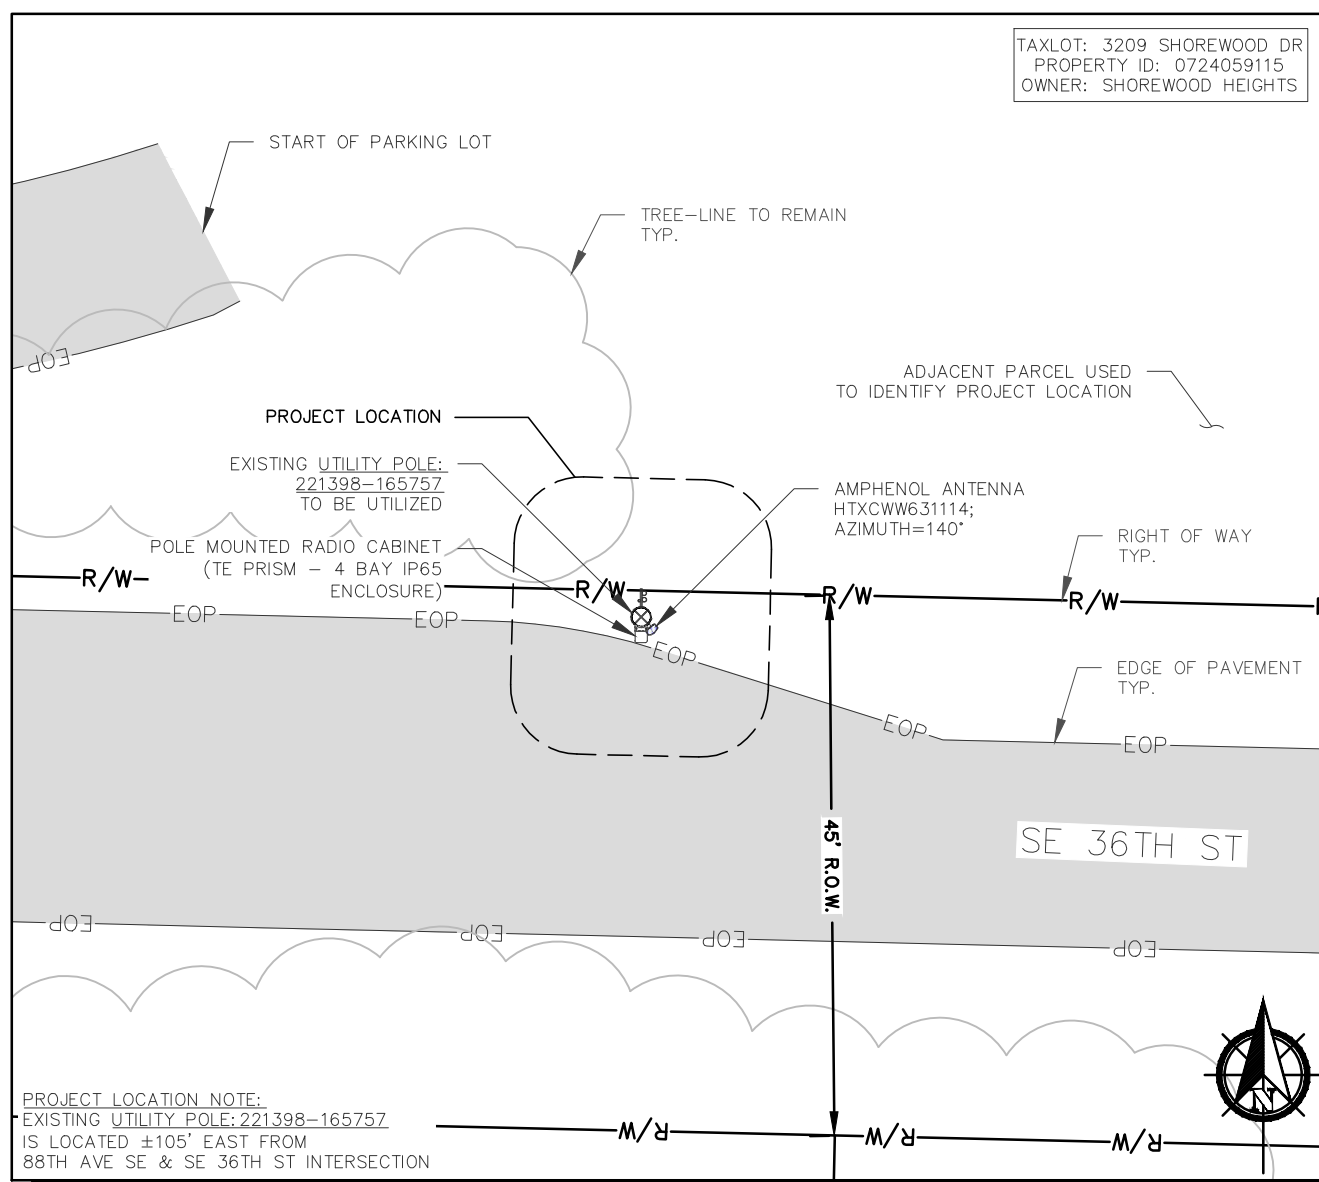 TAXLOT: 3209 SHOREWOOD DR
PROPERTY ID: 0724059115
OWNER: SHOREWOOD HEIGHTS
START OF PARKING LOT
TREE-LINE TO REMAIN
TYP.
EOP
ADJACENT PARCEL USED
TO IDENTIFY PROJECT LOCATION
PROJECT LOCATION
EXISTING UTILITY POLE:
221398-165757
TO BE UTILIZED
AMPHENOL ANTENNA
HTXCWW631114;
AZIMUTH=140°
POLE MOUNTED RADIO CABINET
(TE PRISM - 4 BAY IP65
ENCLOSURE)
RIGHT OF WAY
TYP.
R/W
R/W
R/W
R/W
EOP
EOP
EOP
EOP
EOP
EDGE OF PAVEMENT
TYP.
SE 36TH ST
45' R.O.W.
EOP
EOP
EOP
EOP
R/W
R/W
R/W
N
PROJECT LOCATION NOTE:
EXISTING UTILITY POLE: 221398-165757
IS LOCATED ±105' EAST FROM
88TH AVE SE & SE 36TH ST INTERSECTION